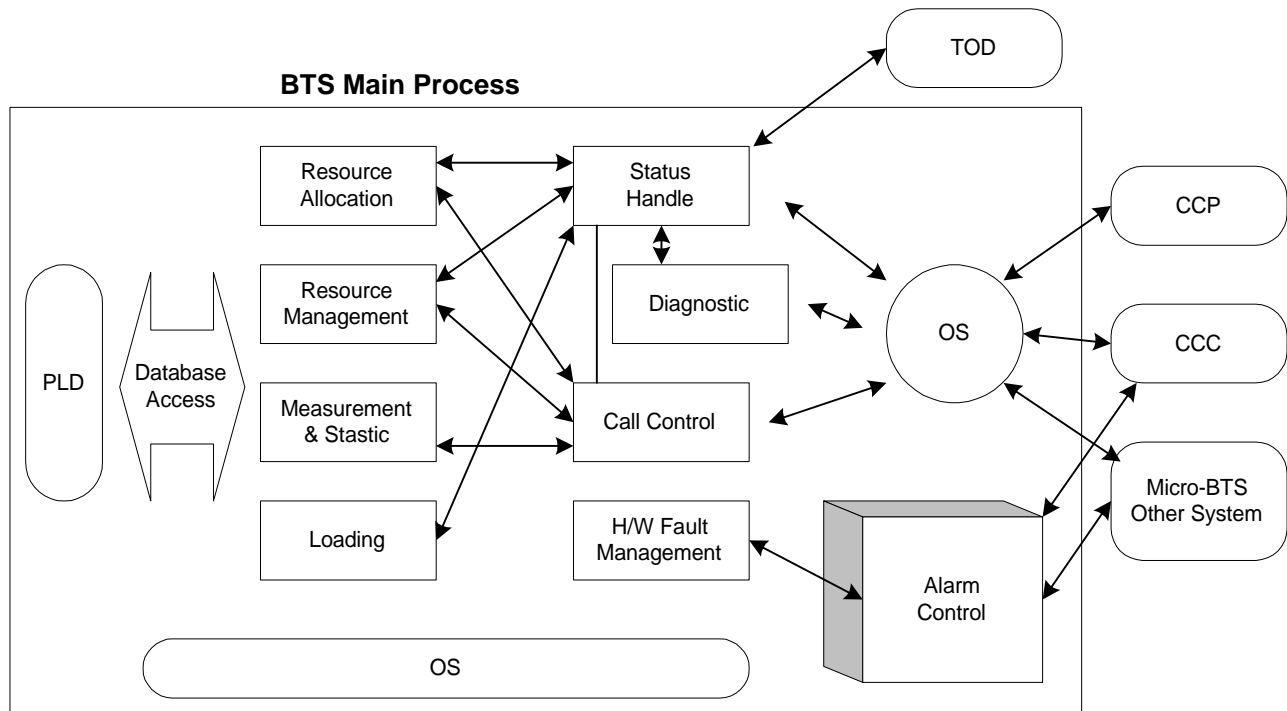 TOD
BTS Main Process
Resource
Allocation
Status
Handle
CCP
Resource
Management
Diagnostic
OS
CCC
PLD
Database
Access
Measurement
& Stastic
Call Control
Micro-BTS
Other System
Loading
H/W Fault
Management
Alarm
Control
OS